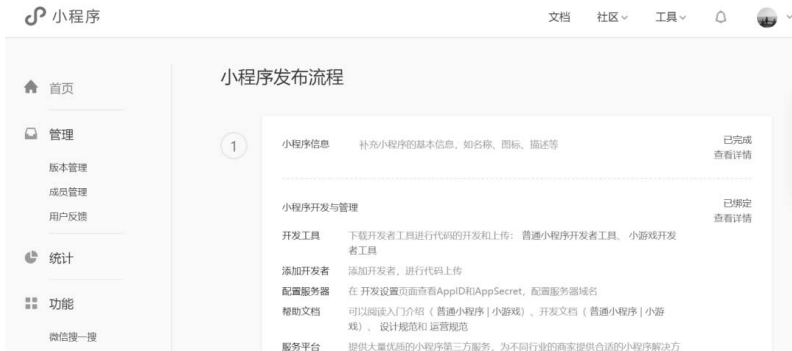 小程序
文档 社区 工具
首页
管理
版本管理
成员管理
用户反馈
统计
功能
微信搜一搜
小程序发布流程
1
小程序信息 补充小程序的基本信息，如名称、图标、描述等 已完成
查看详情
小程序开发与管理 已绑定
查看详情
开发工具 下载开发者工具进行代码的开发和上传： 普通小程序开发者工具、 小游戏开发
者工具
添加开发者 添加开发者，进行代码上传
配置服务器 在 开发设置页面查看AppID和AppSecret，配置服务器域名
帮助文档 可以阅读入门介绍（ 普通小程序 | 小游戏）、开发文档（ 普通小程序 | 小游
戏）、 设计规范和 运营规范
服务平台 提供大量优质的小程序第三方服务，为不同行业的商家提供合适的小程序解决方